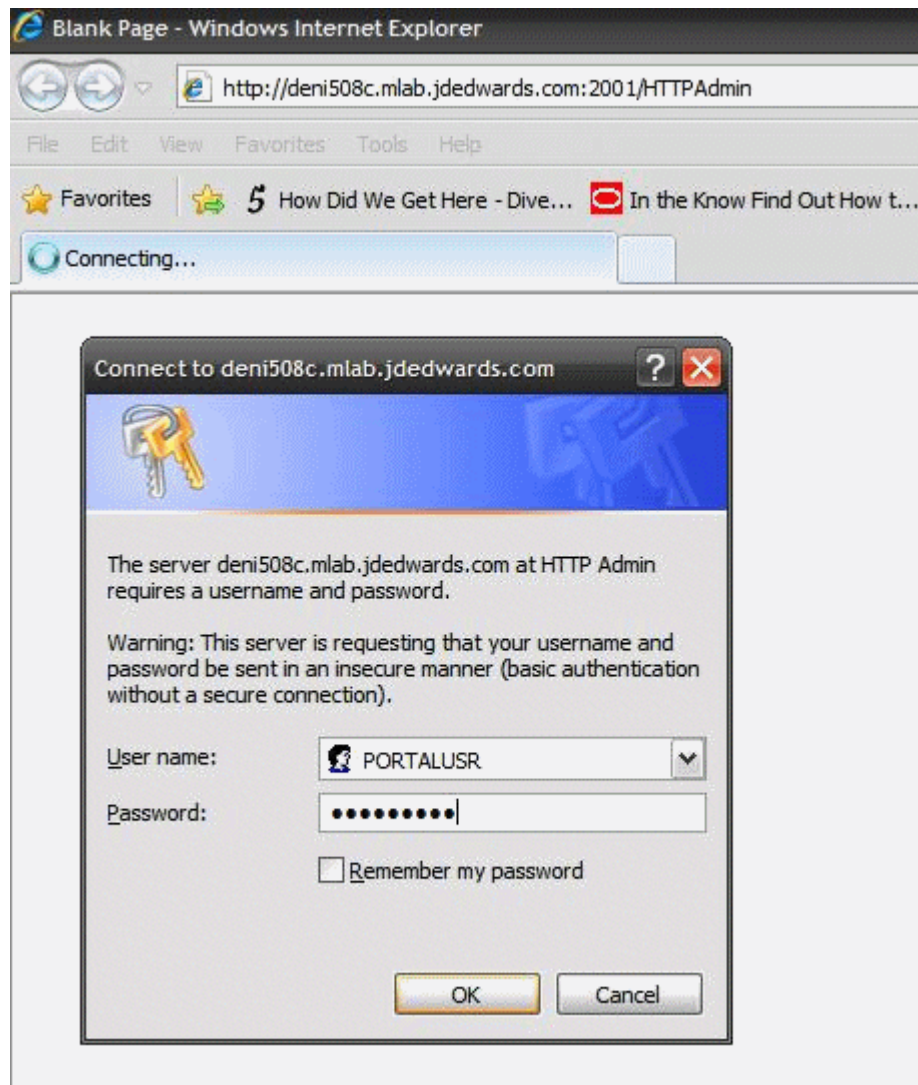 Blank Page - Windows Internet Explorer
http://deni508c.mlab.jdedwards.com:2001/HTTPAdmin
File Edit View Favorites Tools Help
Favorites 5 How Did We Get Here - Dive... In the Know Find Out How t...
Connecting...
Connect to deni508c.mlab.jdedwards.com ?
The server deni508c.mlab.jdedwards.com at HTTP Admin
requires a username and password.
Warning: This server is requesting that your username and
password be sent in an insecure manner (basic authentication
without a secure connection).
User name: PORTALUSR
Password: •••••••••
Remember my password
OK Cancel